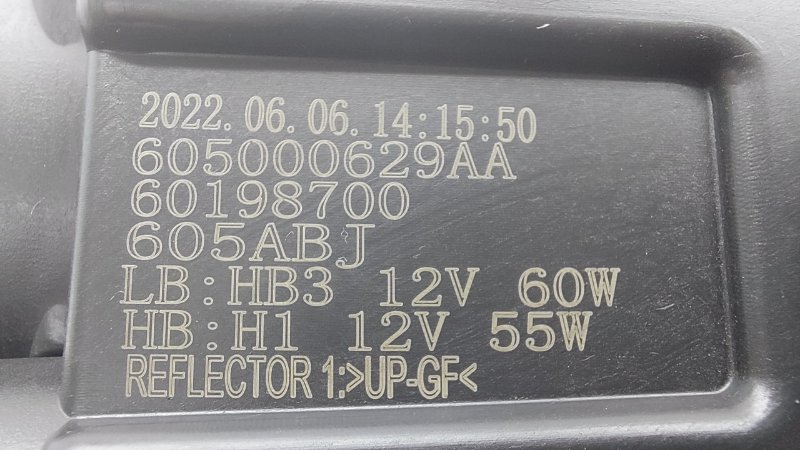 2022.06.06.14:15:50
605000629AA
60198700
605ABJ
LB:HB3 12V 60W
HB:H1 12V 55W
REFLECTOR 1:>UP-GF<